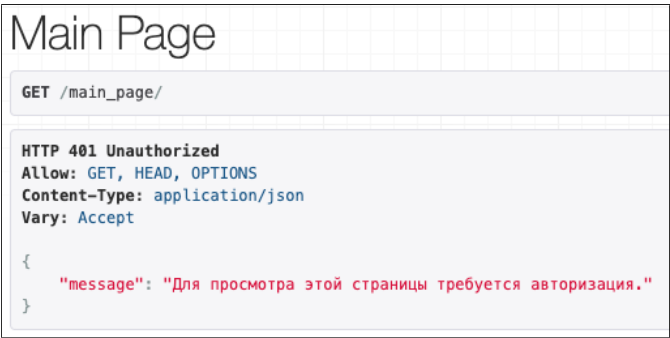 Main Page
GET /main_page/
HTTP 401 Unauthorized
Allow: GET, HEAD, OPTIONS
Content-Type: application/json
Vary: Accept
{
"message": "Для просмотра этой страницы требуется авторизация."
}